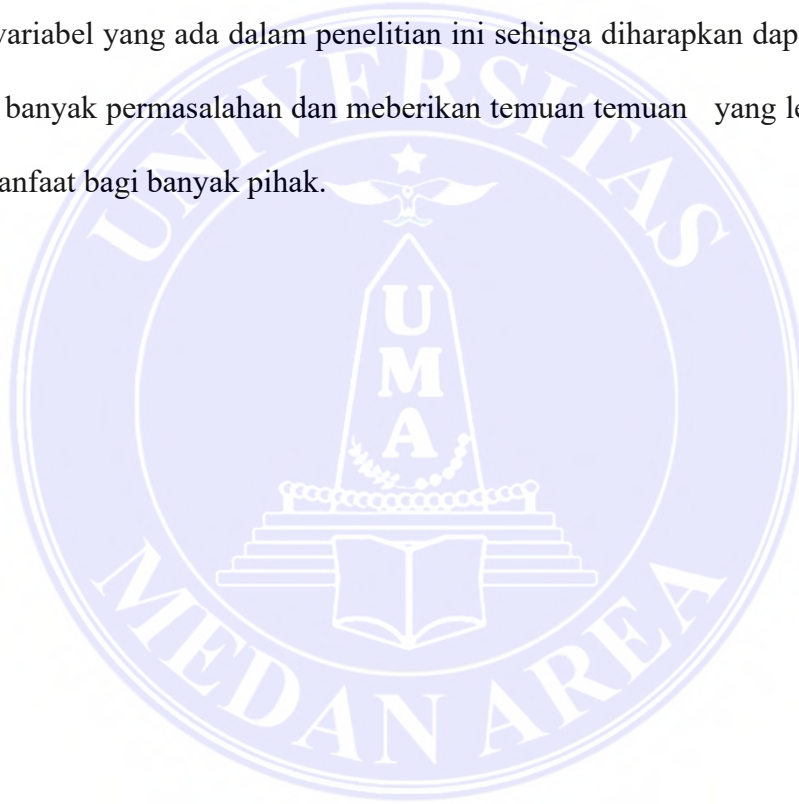 variabel yang ada dalam penelitian ini sehinga diharapkan dap
banyak permasalahan dan meberikan temuan temuan yang le
anfaat bagi banyak pihak.
UNIVERSITAS
U
M
A
MEDAN AREA